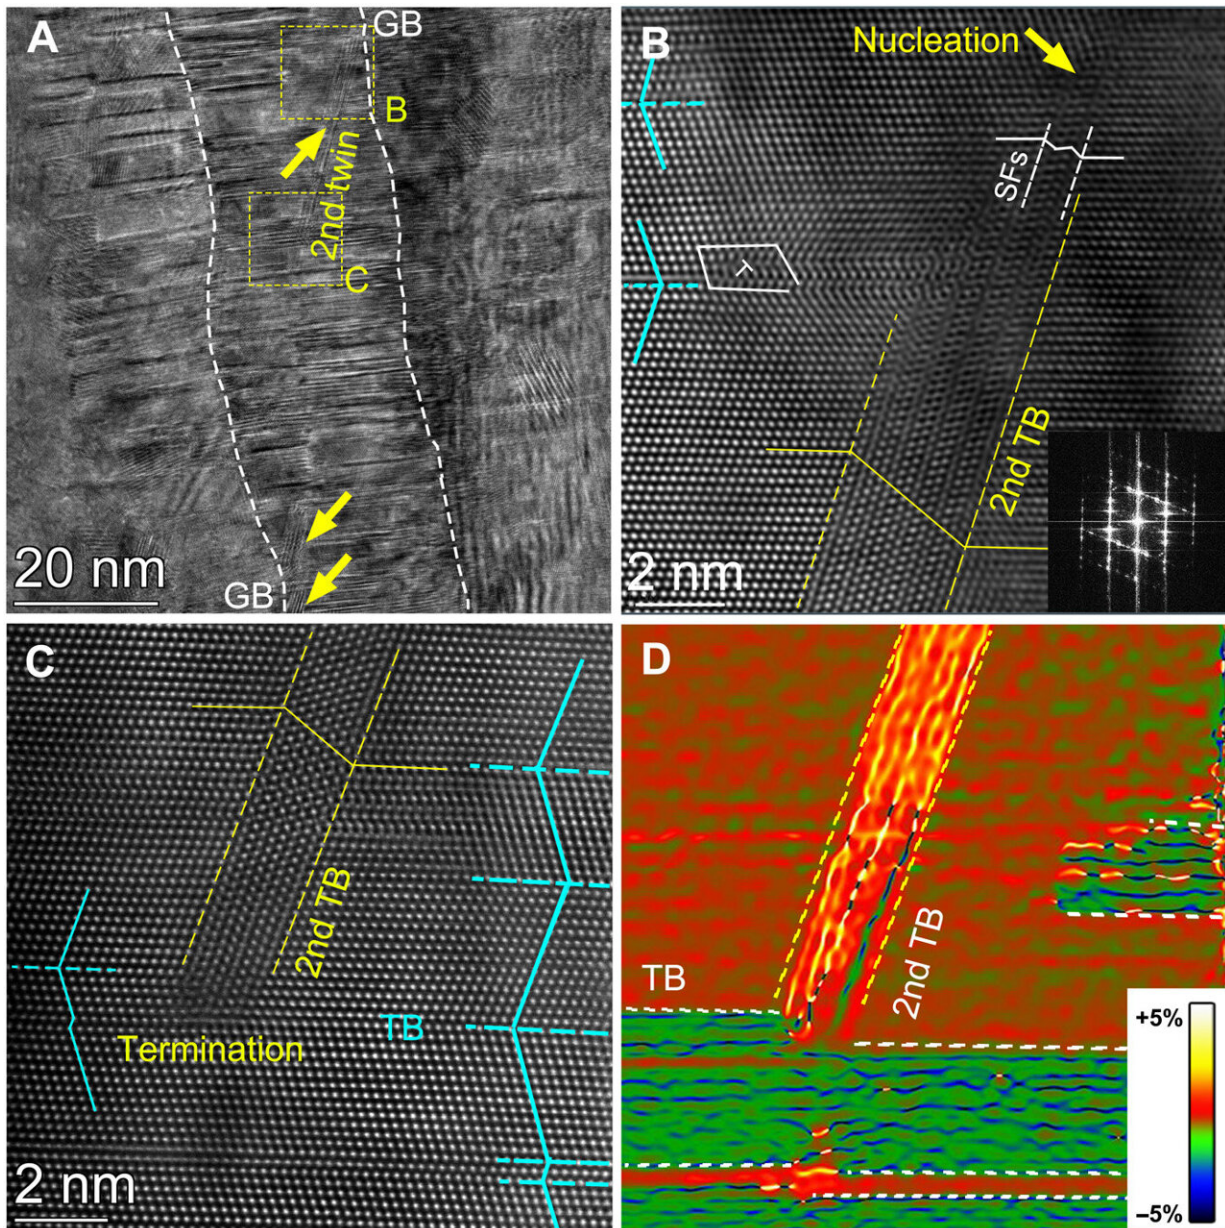 A
GB
B
2nd twin
C
20 nm
GB
B
Nucleation
SFs
T
2nd TB
2 nm
C
2nd TB
TB
Termination
2 nm
D
TB
2nd TB
+5%
−5%